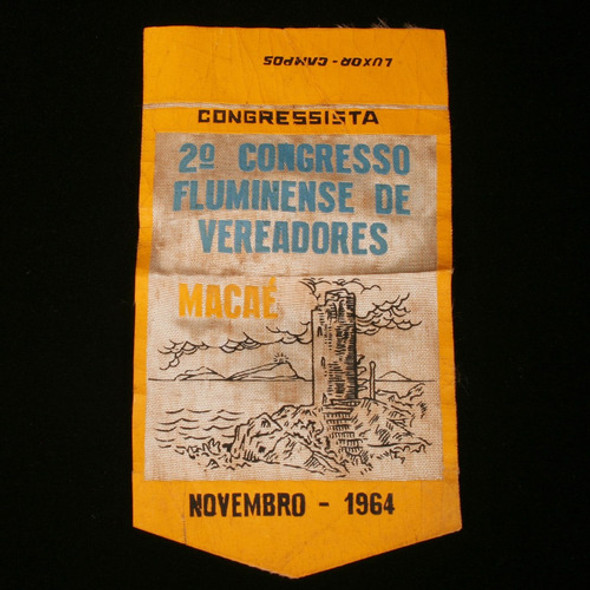 LUXOR - CAMPOS
CONGRESSISTA
2º CONGRESSO
FLUMINENSE DE
VEREADORES
MACAÉ
NOVEMBRO - 1964